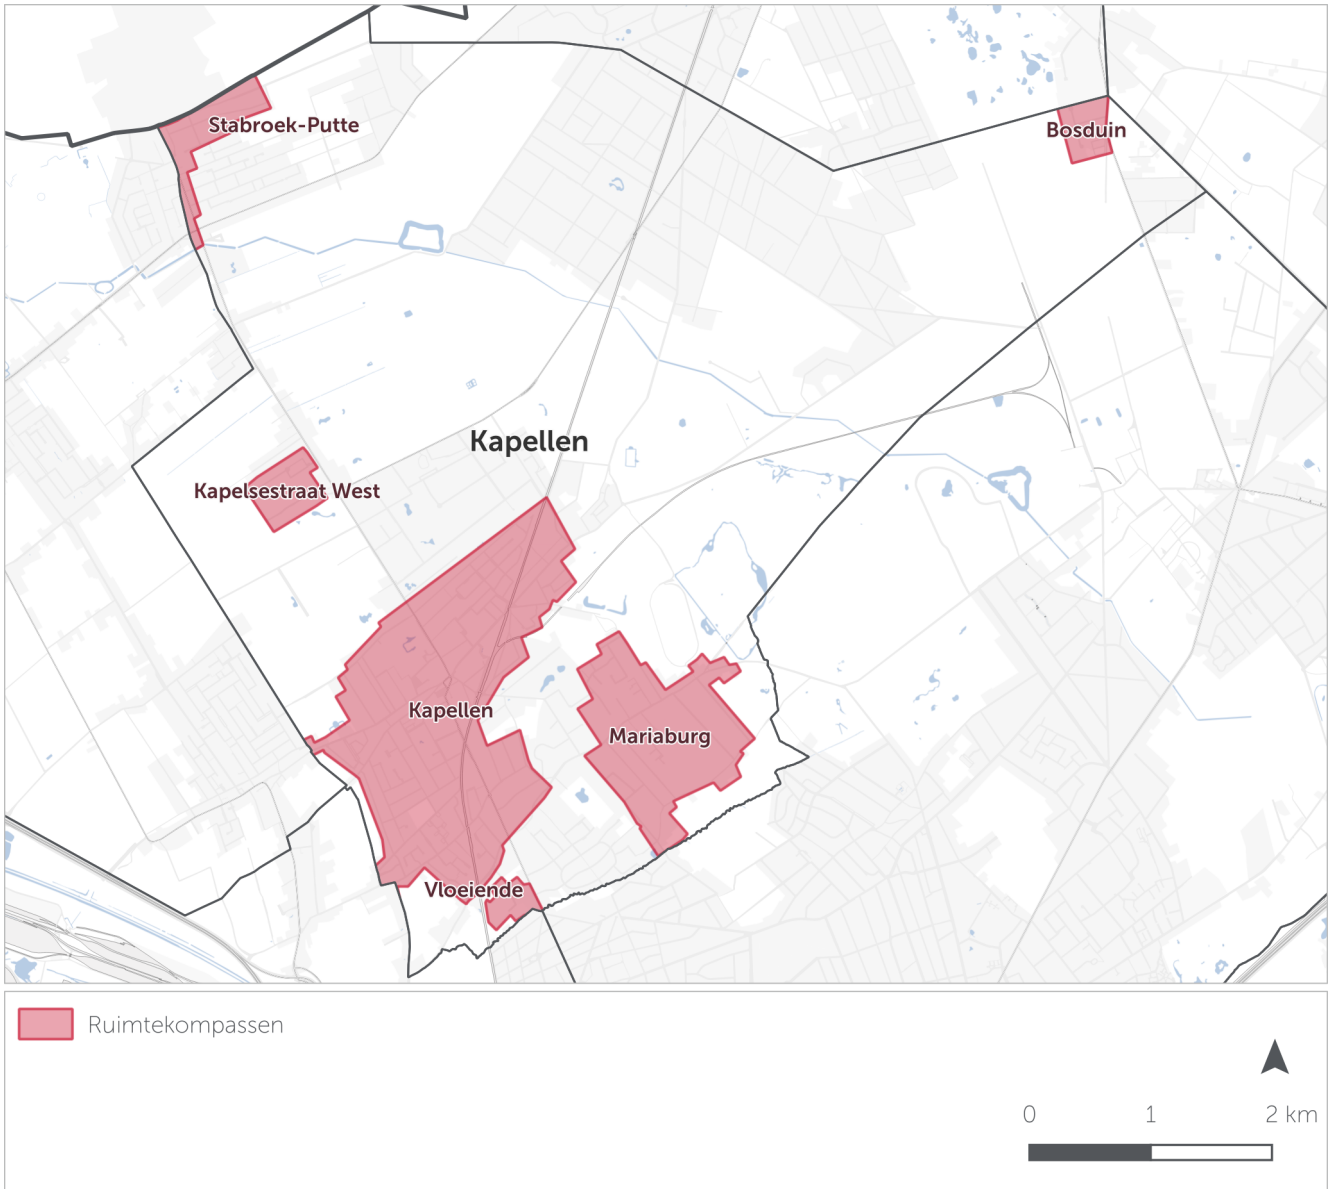 Stabroek-Putte
Bosduin
Kapellen
Kapelsestraat West
Kapellen
Mariaburg
Vloeiende
Ruimtekompassen
0 1 2 km